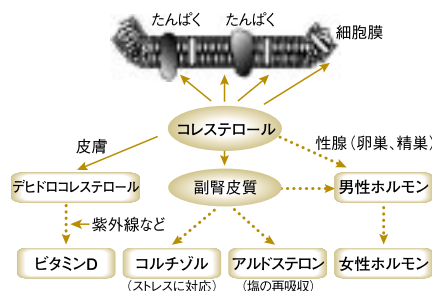 たんぱく たんぱく
細胞膜
コレステロール
皮膚
性腺（卵巣、精巣）
デヒドロコレステロール
副腎皮質
男性ホルモン
紫外線など
ビタミンD
コルチゾル
アルドステロン
女性ホルモン
（ストレスに対応）
（塩の再吸収）